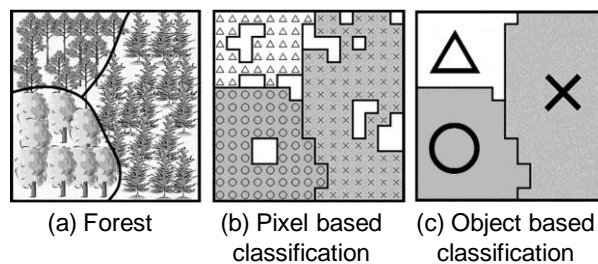 (a) Forest
(b) Pixel based
classification
(c) Object based
classification